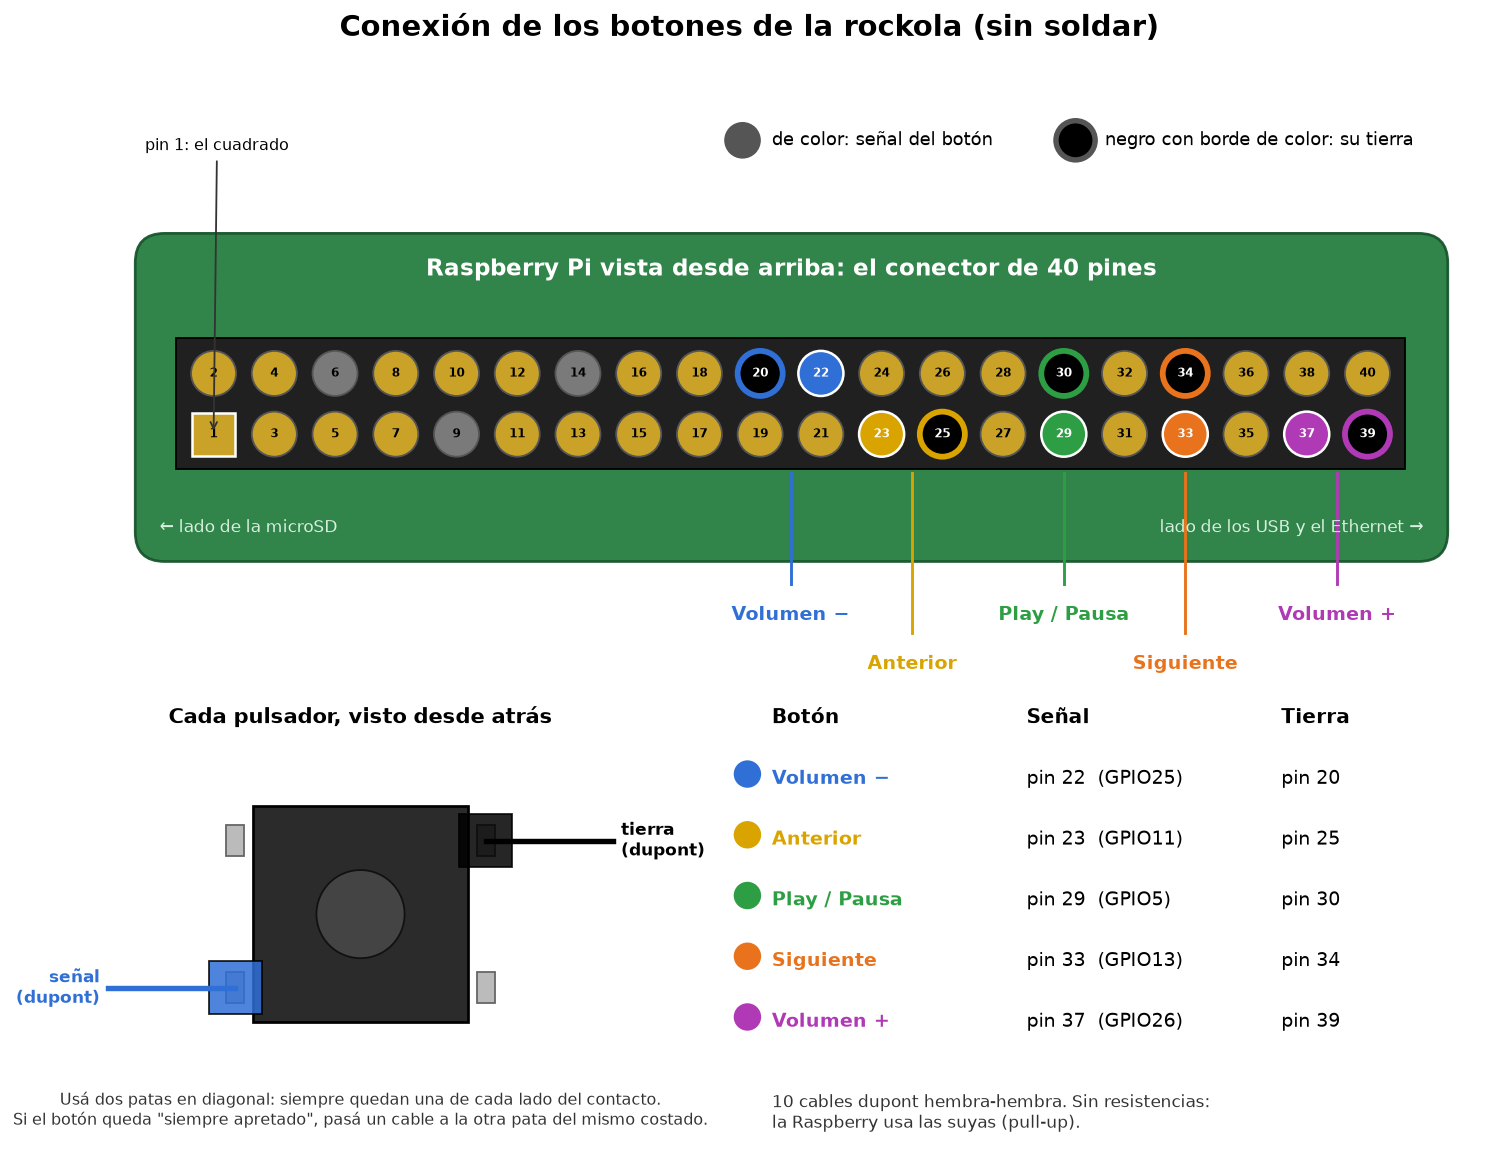 Conexión de los botones de la rockola (sin soldar)
pin 1: el cuadrado
de color: señal del botón
negro con borde de color: su tierra
Raspberry Pi vista desde arriba: el conector de 40 pines
2 4 6 8 10 12 14 16 18 20 22 24 26 28 30 32 34 36 38 40
1 3 5 7 9 11 13 15 17 19 21 23 25 27 29 31 33 35 37 39
← lado de la microSD
lado de los USB y el Ethernet →
Volumen −
Play / Pausa
Volumen +
Anterior
Siguiente
Cada pulsador, visto desde atrás
tierra
(dupont)
señal
(dupont)
Usá dos patas en diagonal: siempre quedan una de cada lado del contacto.
Si el botón queda "siempre apretado", pasá un cable a la otra pata del mismo costado.
Botón Señal Tierra
Volumen − pin 22 (GPIO25) pin 20
Anterior pin 23 (GPIO11) pin 25
Play / Pausa pin 29 (GPIO5) pin 30
Siguiente pin 33 (GPIO13) pin 34
Volumen + pin 37 (GPIO26) pin 39
10 cables dupont hembra-hembra. Sin resistencias:
la Raspberry usa las suyas (pull-up).